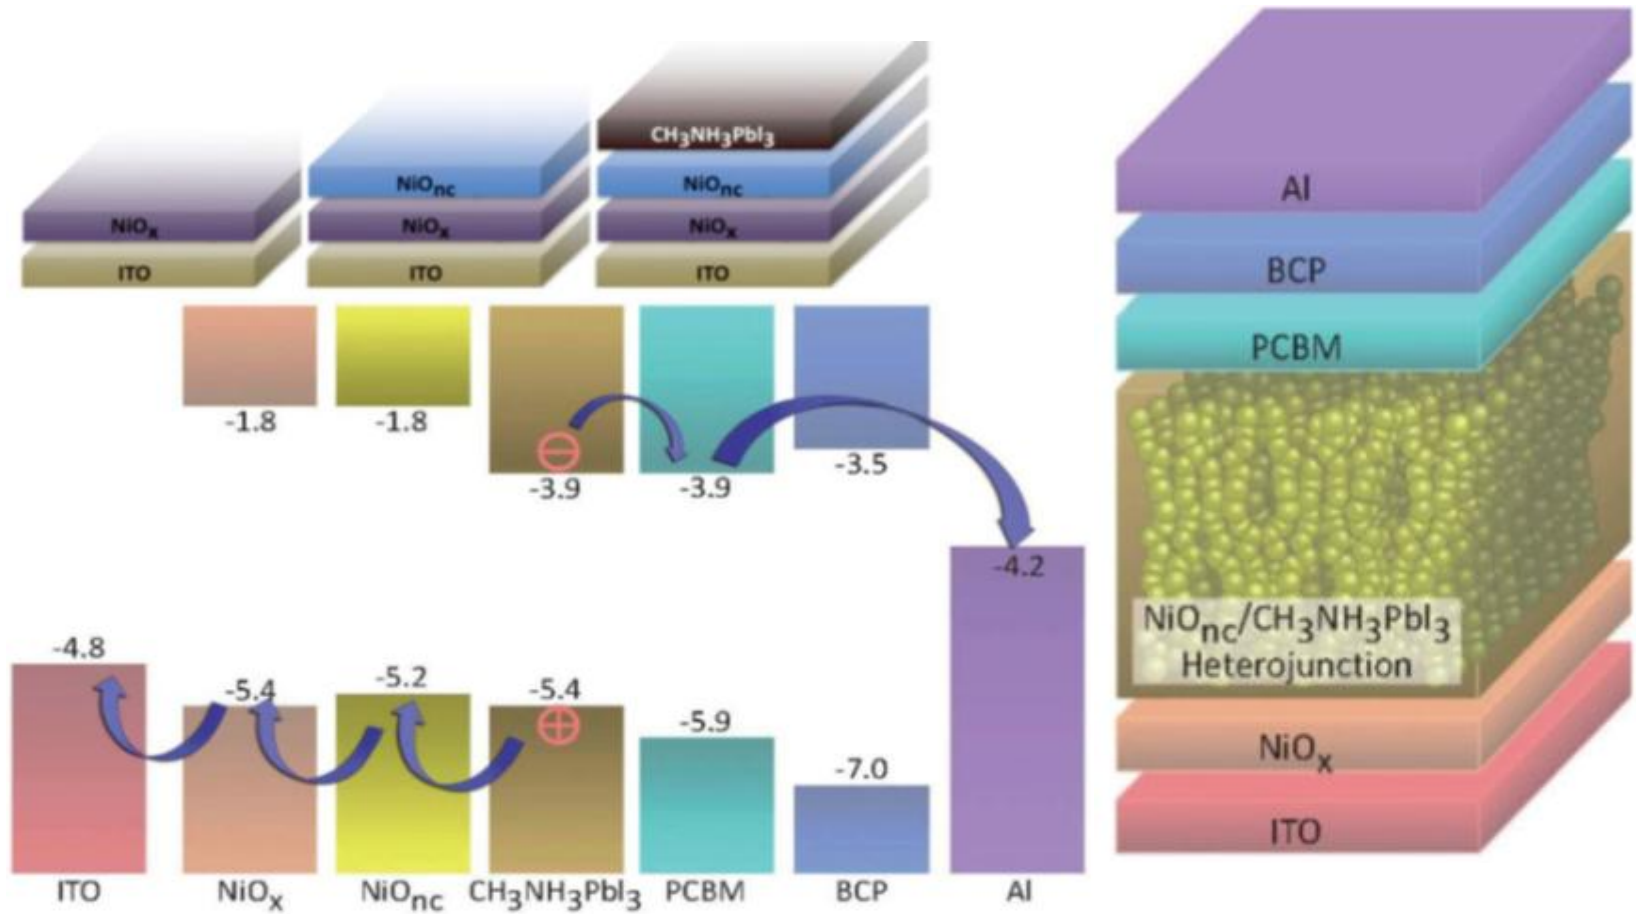 NiOx
ITO
NiOnc
NiOx
ITO
CH3NH3PbI3
NiOnc
NiOx
ITO
-1.8
-1.8
-3.9
-3.9
-3.5
-4.2
-4.8
-5.4
-5.2
-5.4
-5.9
-7.0
ITO
NiOx
NiOnc
CH3NH3PbI3
PCBM
BCP
Al
Al
BCP
PCBM
NiOnc/CH3NH3PbI3
Heterojunction
NiOx
ITO